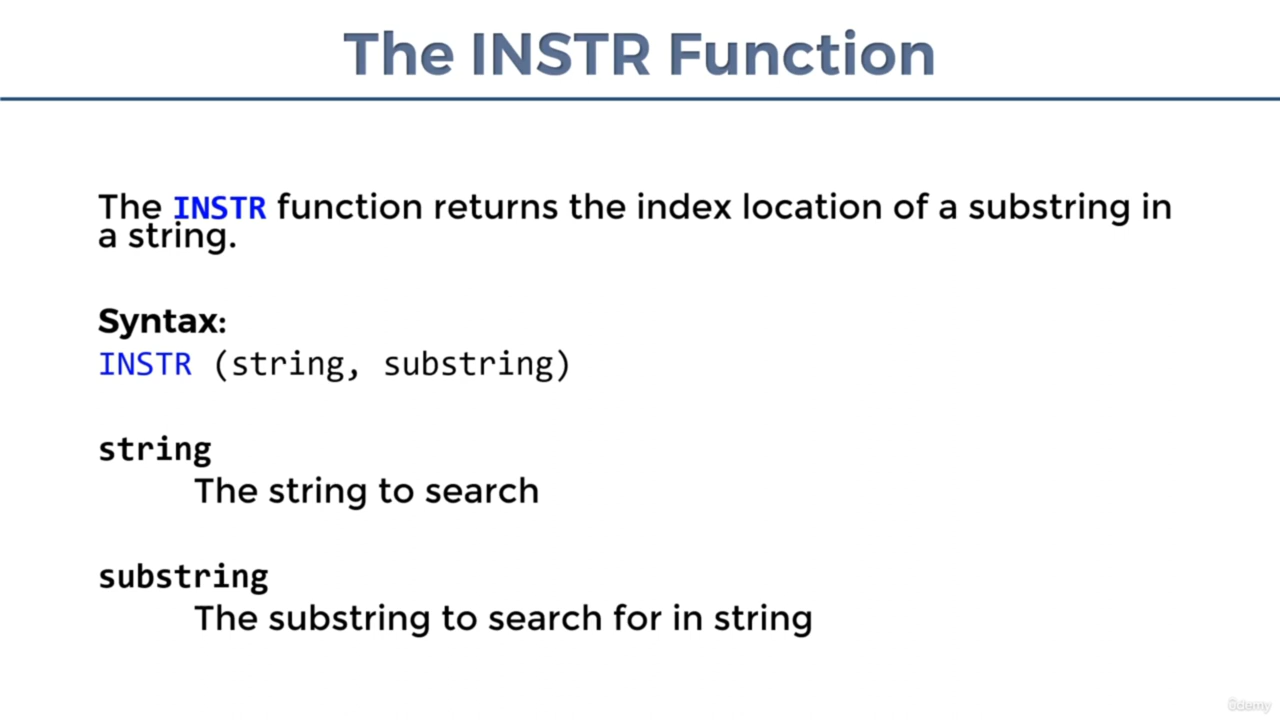 The INSTR Function
The INSTR function returns the index location of a substring in
a string.
Syntax:
INSTR (string, substring)
string
The string to search
substring
The substring to search for in string
ûdemy